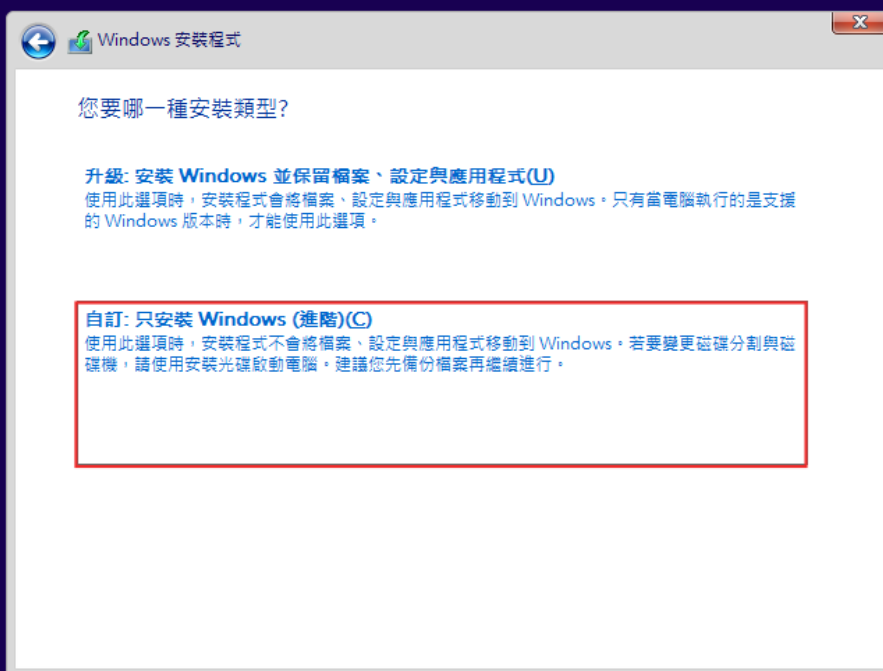 Windows 安裝程式
您要哪一種安裝類型?
升級: 安裝 Windows 並保留檔案、設定與應用程式(U)
使用此選項時，安裝程式會將檔案、設定與應用程式移動到 Windows。只有當電腦執行的是支援
的 Windows 版本時，才能使用此選項。
自訂: 只安裝 Windows (進階)(C)
使用此選項時，安裝程式不會將檔案、設定與應用程式移動到 Windows。若要變更磁碟分割與磁
碟機，請使用安裝光碟啟動電腦。建議您先備份檔案再繼續進行。